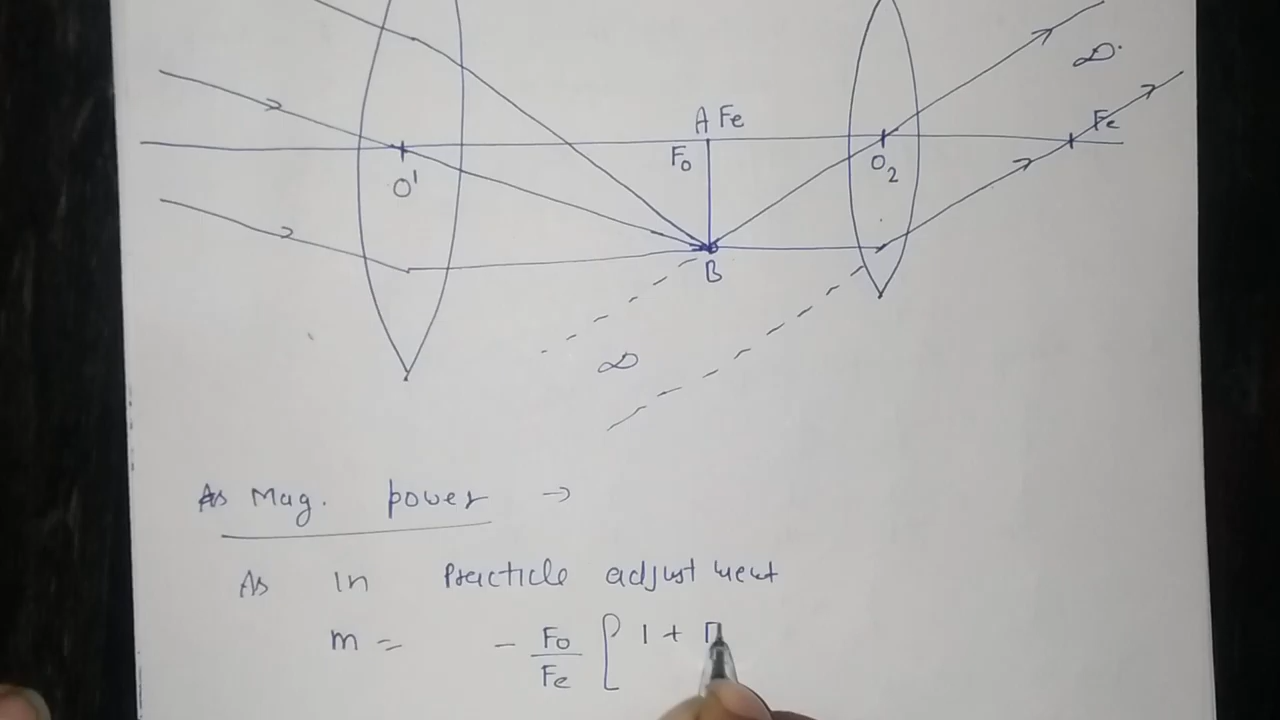 ∞
A Fe
Fe
F₀
O'
O₂
B
∞
As Mag. power →
As in Practicle adjustment
m = - F₀/Fe [ 1 +